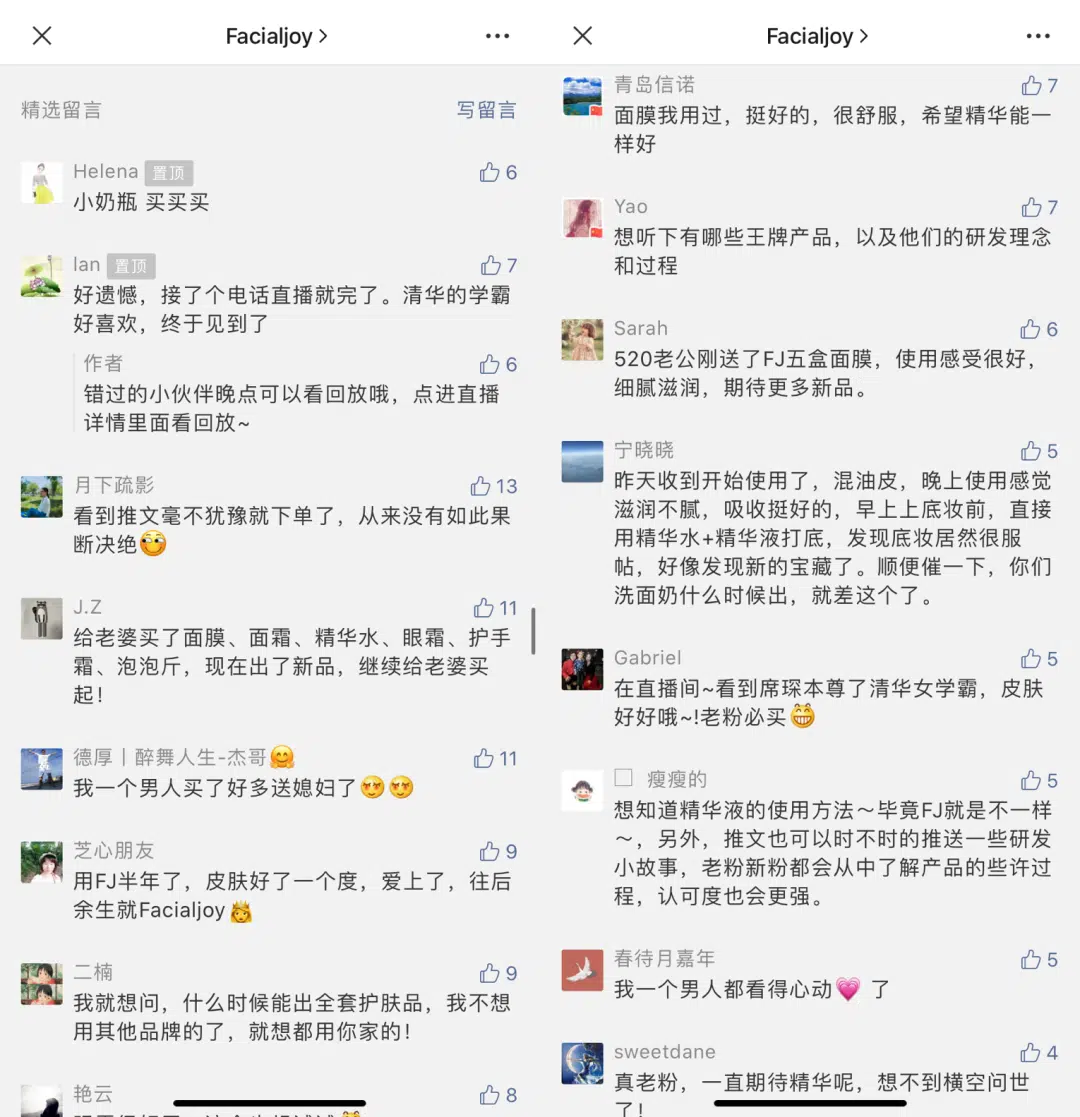 Facialjoy
精选留言
写留言
Helena 置顶
6
小奶瓶 买买买
lan 置顶
7
好遗憾，接了个电话直播就完了。清华的学霸
好喜欢，终于见到了
作者
6
错过的小伙伴晚点可以看回放哦，点进直播
详情里面看回放~
月下疏影
13
看到推文毫不犹豫就下单了，从来没有如此果
断决绝
J.Z
11
给老婆买了面膜、面霜、精华水、眼霜、护手
霜、泡泡斤，现在出了新品，继续给老婆买
起！
德厚丨醉舞人生-杰哥
11
我一个男人买了好多送媳妇了
芝心朋友
9
用FJ半年了，皮肤好了一个度，爱上了，往后
余生就Facialjoy
二楠
9
我就想问，什么时候能出全套护肤品，我不想
用其他品牌的了，就想都用你家的！
艳云
8
Facialjoy
青岛信诺
7
面膜我用过，挺好的，很舒服，希望精华能一
样好
Yao
7
想听下有哪些王牌产品，以及他们的研发理念
和过程
Sarah
6
520老公刚送了FJ五盒面膜，使用感受很好，
细腻滋润，期待更多新品。
宁晓晓
5
昨天收到开始使用了，混油皮，晚上使用感觉
滋润不腻，吸收挺好的，早上上底妆前，直接
用精华水+精华液打底，发现底妆居然很服
帖，好像发现新的宝藏了。顺便催一下，你们
洗面奶什么时候出，就差这个了。
Gabriel
5
在直播间~看到席琛本尊了清华女学霸，皮肤
好好哦~!老粉必买
瘦瘦的
5
想知道精华液的使用方法～毕竟FJ就是不一样
～，另外，推文也可以时不时的推送一些研发
小故事，老粉新粉都会从中了解产品的些许过
程，认可度也会更强。
春待月嘉年
5
我一个男人都看得心动 了
sweetdane
4
真老粉，一直期待精华呢，想不到横空问世
了！